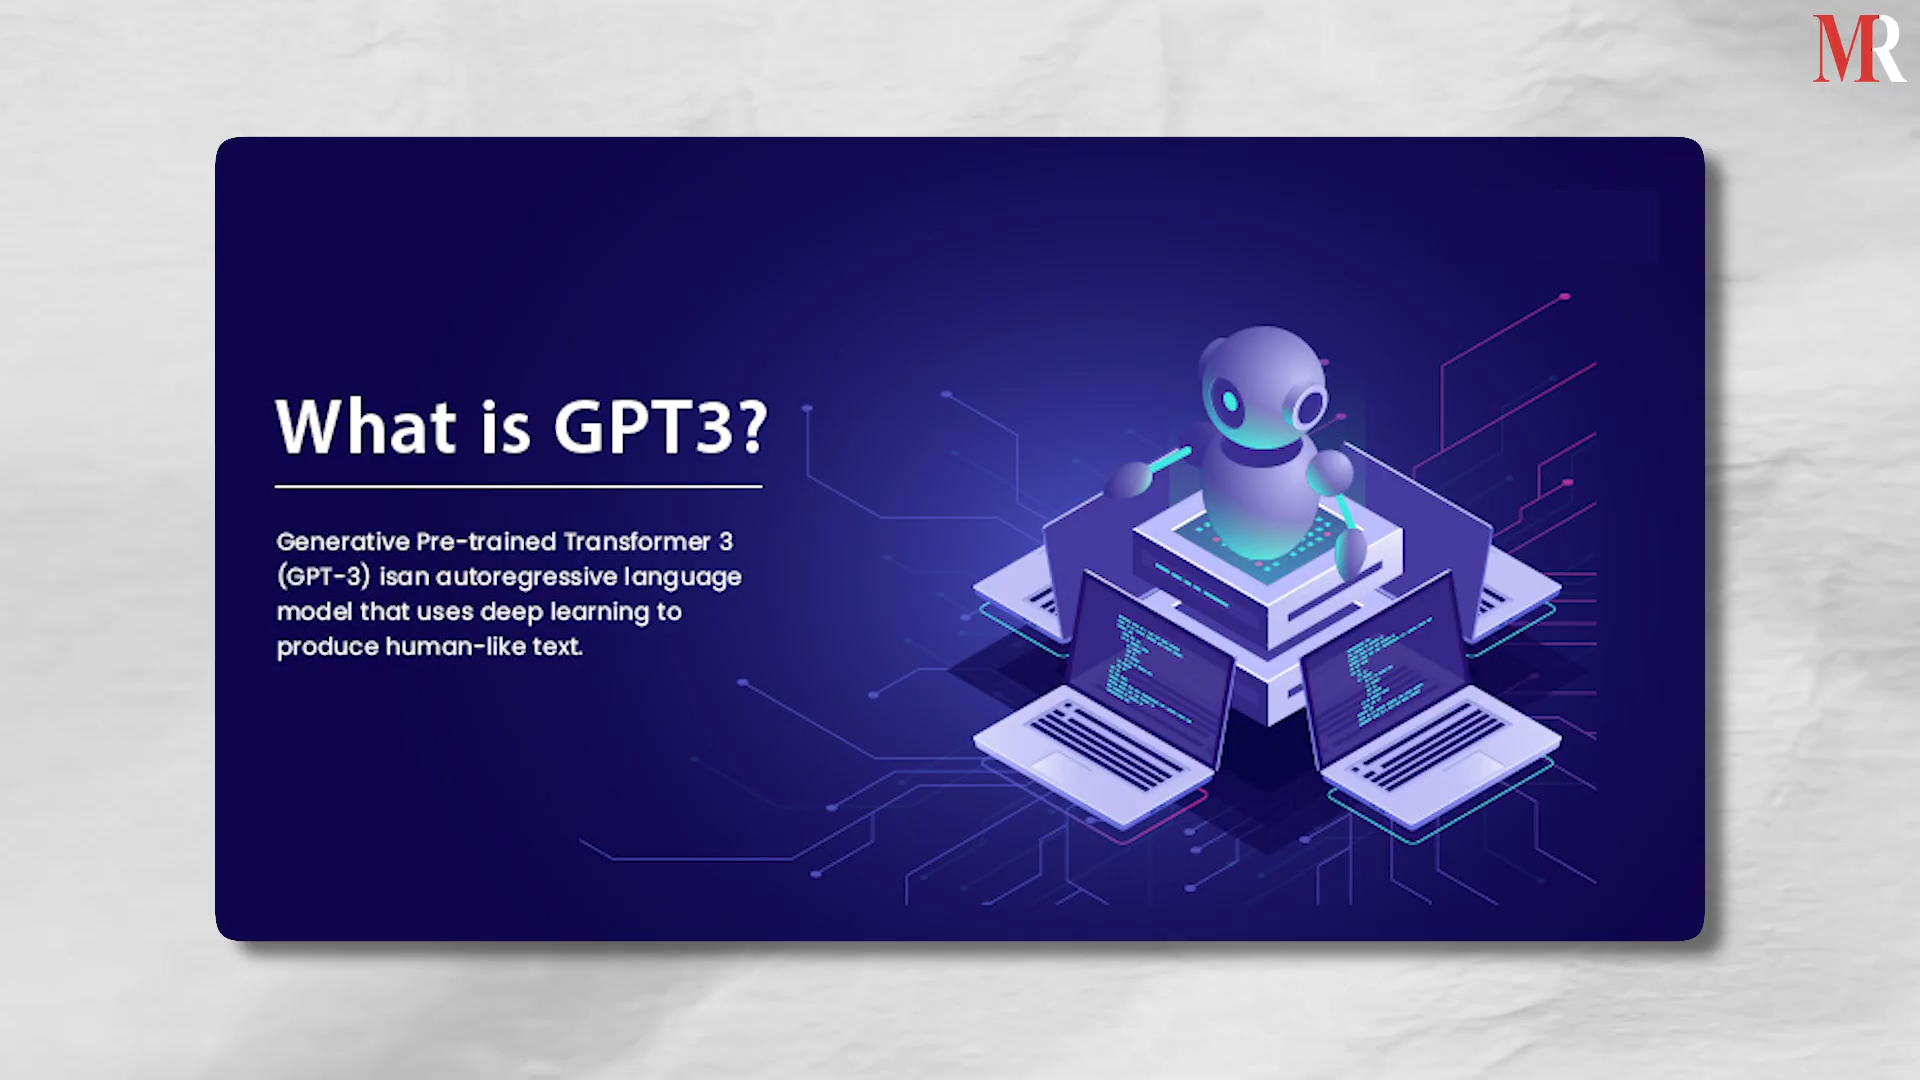 MR
What is GPT3?
Generative Pre-trained Transformer 3
(GPT-3) isan autoregressive language
model that uses deep learning to
produce human-like text.